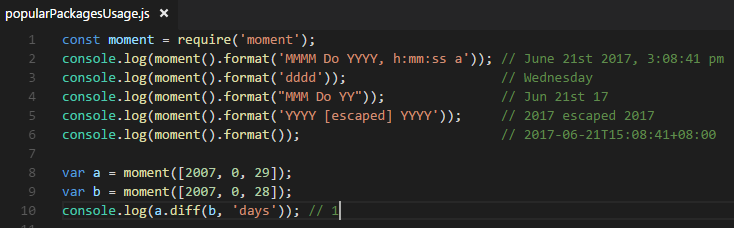 popularPackagesUsage.js ×
1 const moment = require('moment');
2 console.log(moment().format('MMMM Do YYYY, h:mm:ss a')); // June 21st 2017, 3:08:41 pm
3 console.log(moment().format('dddd')); // Wednesday
4 console.log(moment().format("MMM Do YY")); // Jun 21st 17
5 console.log(moment().format('YYYY [escaped] YYYY')); // 2017 escaped 2017
6 console.log(moment().format()); // 2017-06-21T15:08:41+08:00
7
8 var a = moment([2007, 0, 29]);
9 var b = moment([2007, 0, 28]);
10 console.log(a.diff(b, 'days')); // 1
11